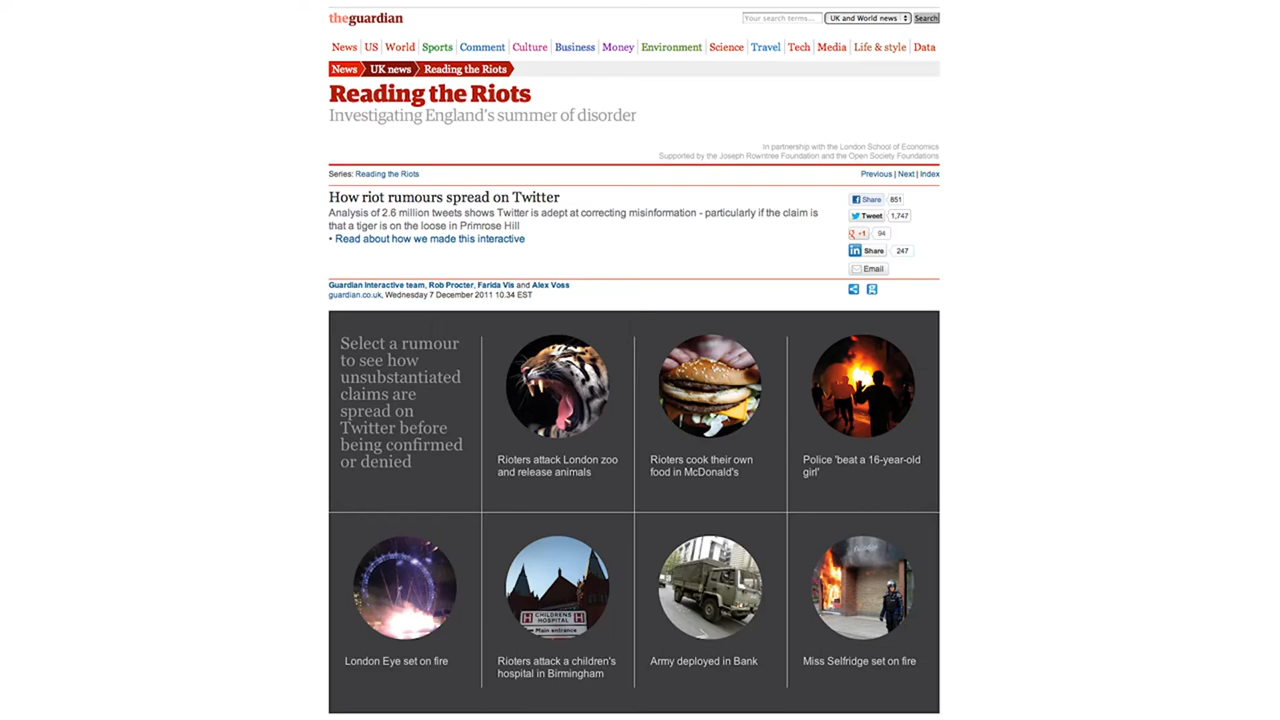 theguardian
Your search terms...
UK and World news
Search
News US World Sports Comment Culture Business Money Environment Science Travel Tech Media Life & style Data
News UK news Reading the Riots
Reading the Riots
Investigating England's summer of disorder
In partnership with the London School of Economics
Supported by the Joseph Rowntree Foundation and the Open Society Foundations
Series: Reading the Riots
Previous | Next | Index
How riot rumours spread on Twitter
Analysis of 2.6 million tweets shows Twitter is adept at correcting misinformation - particularly if the claim is
that a tiger is on the loose in Primrose Hill
• Read about how we made this interactive
Share 851
Tweet 1,747
+1 94
in Share 247
Email
Guardian Interactive team, Rob Procter, Farida Vis and Alex Voss
guardian.co.uk, Wednesday 7 December 2011 10.34 EST
Select a rumour
to see how
unsubstantiated
claims are
spread on
Twitter before
being confirmed
or denied
Rioters attack London zoo
and release animals
Rioters cook their own
food in McDonald's
Police 'beat a 16-year-old
girl'
H CHILDRENS H
HOSPITAL
Main entrance
London Eye set on fire
Rioters attack a children's
hospital in Birmingham
Army deployed in Bank
Miss Selfridge set on fire